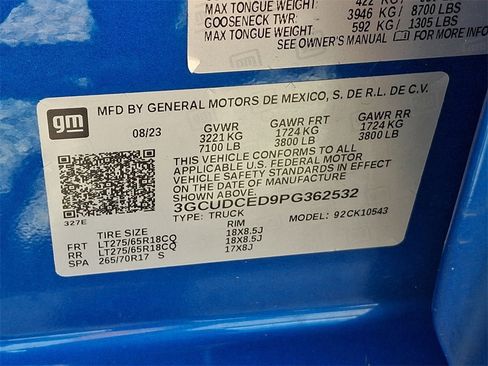 MAX TONGUE WEIGHT: 422 KG /
GOOSENECK TWR: 3946 KG / 8700 LBS
MAX TONGUE WEIGHT: 592 KG / 1305 LBS
SEE OWNER'S MANUAL FOR MORE INFO
gm
MFD BY GENERAL MOTORS DE MEXICO, S. DE R.L. DE C.V.
08/23 GVWR GAWR FRT GAWR RR
3221 KG 1724 KG 1724 KG
7100 LB 3800 LB 3800 LB
THIS VEHICLE CONFORMS TO ALL
APPLICABLE U.S. FEDERAL MOTOR
VEHICLE SAFETY STANDARDS IN EFFECT
ON THE DATE OF MANUFACTURE
SHOWN ABOVE.
3GCUDCED9PG362532
327E TYPE: TRUCK MODEL: 92CK10543
TIRE SIZE RIM
FRT LT275/65R18CQ 18X8.5J
RR LT275/65R18CQ 18X8.5J
SPA 265/70R17 S 17X8J